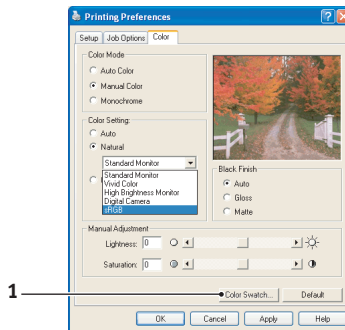 Printing Preferences
Setup Job Options Color
Color Mode
Auto Color
Manual Color
Monochrome
Color Setting:
Auto
Natural
Standard Monitor
Standard Monitor
Vivid Color
High Brightness Monitor
Digital Camera
sRGB
Black Finish
Auto
Gloss
Matte
Manual Adjustment
Lightness: 0
Saturation: 0
1
Color Swatch... Default
OK Cancel Apply Help